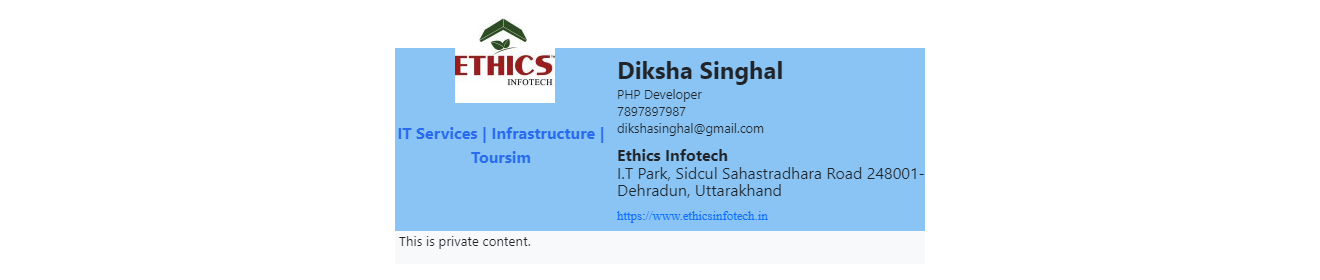 ETHICS
INFOTECH
IT Services | Infrastructure |
Toursim
Diksha Singhal
PHP Developer
7897897987
dikshasinghal@gmail.com
Ethics Infotech
I.T Park, Sidcul Sahastradhara Road 248001-
Dehradun, Uttarakhand
https://www.ethicsinfotech.in
This is private content.